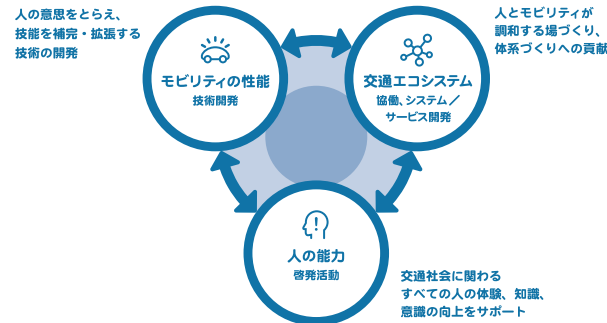 人の意思をとらえ、
技能を補完・拡張する
技術の開発
モビリティの性能
技術開発
人とモビリティが
調和する場づくり、
体系づくりへの貢献
交通エコシステム
協働、システム／
サービス開発
人の能力
啓発活動
交通社会に関わる
すべての人の体験、知識、
意識の向上をサポート